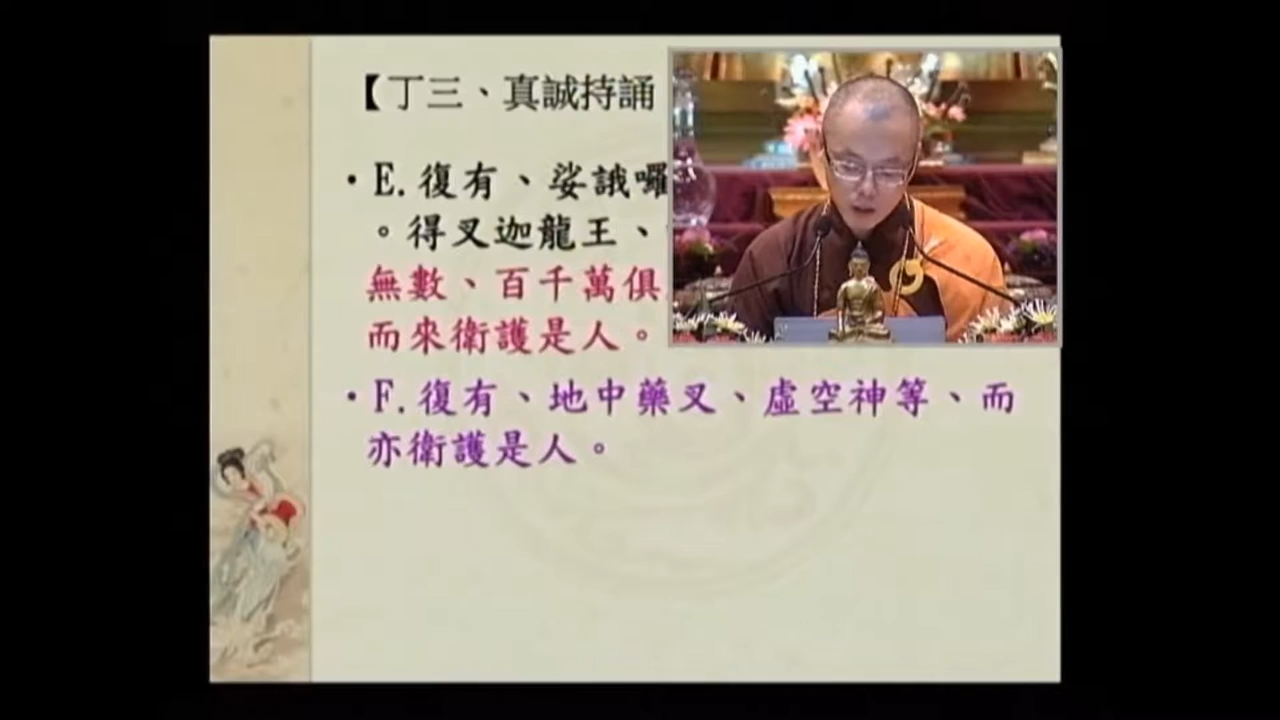 【丁三、真誠持誦
・E.復有、娑誐囉
。得叉迦龍王、
無數、百千萬俱
而來衛護是人。
・F.復有、地中藥叉、虛空神等、而
亦衛護是人。